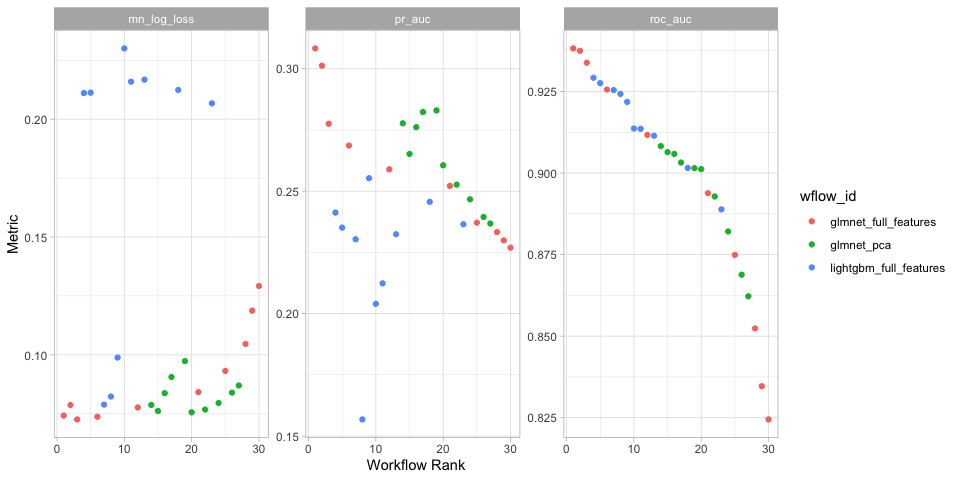 mn_log_loss
pr_auc
roc_auc
Metric
0.20
0.15
0.10
0
10
20
30
0.30
0.25
0.20
0.15
0
10
20
30
0.925
0.900
0.875
0.850
0.825
0
10
20
30
Workflow Rank
wflow_id
glmnet_full_features
glmnet_pca
lightgbm_full_features